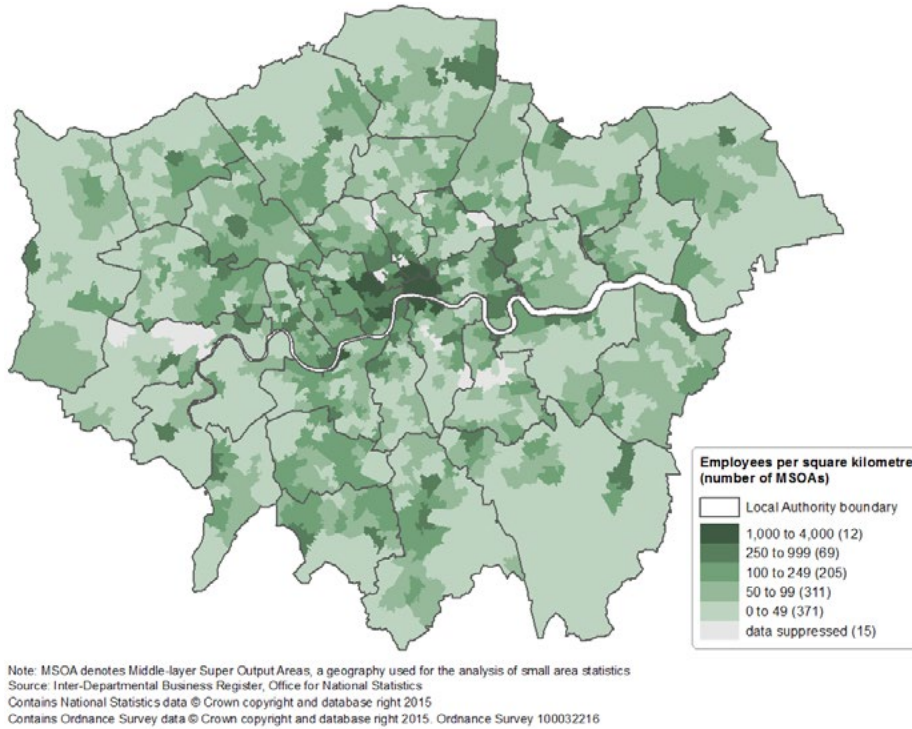 Employees per square kilometre
(number of MSOAs)
Local Authority boundary
1,000 to 4,000 (12)
250 to 999 (69)
100 to 249 (205)
50 to 99 (311)
0 to 49 (371)
data suppressed (15)
Note: MSOA denotes Middle-layer Super Output Areas, a geography used for the analysis of small area statistics
Source: Inter-Departmental Business Register, Office for National Statistics
Contains National Statistics data © Crown copyright and database right 2015
Contains Ordnance Survey data © Crown copyright and database right 2015. Ordnance Survey 100032216